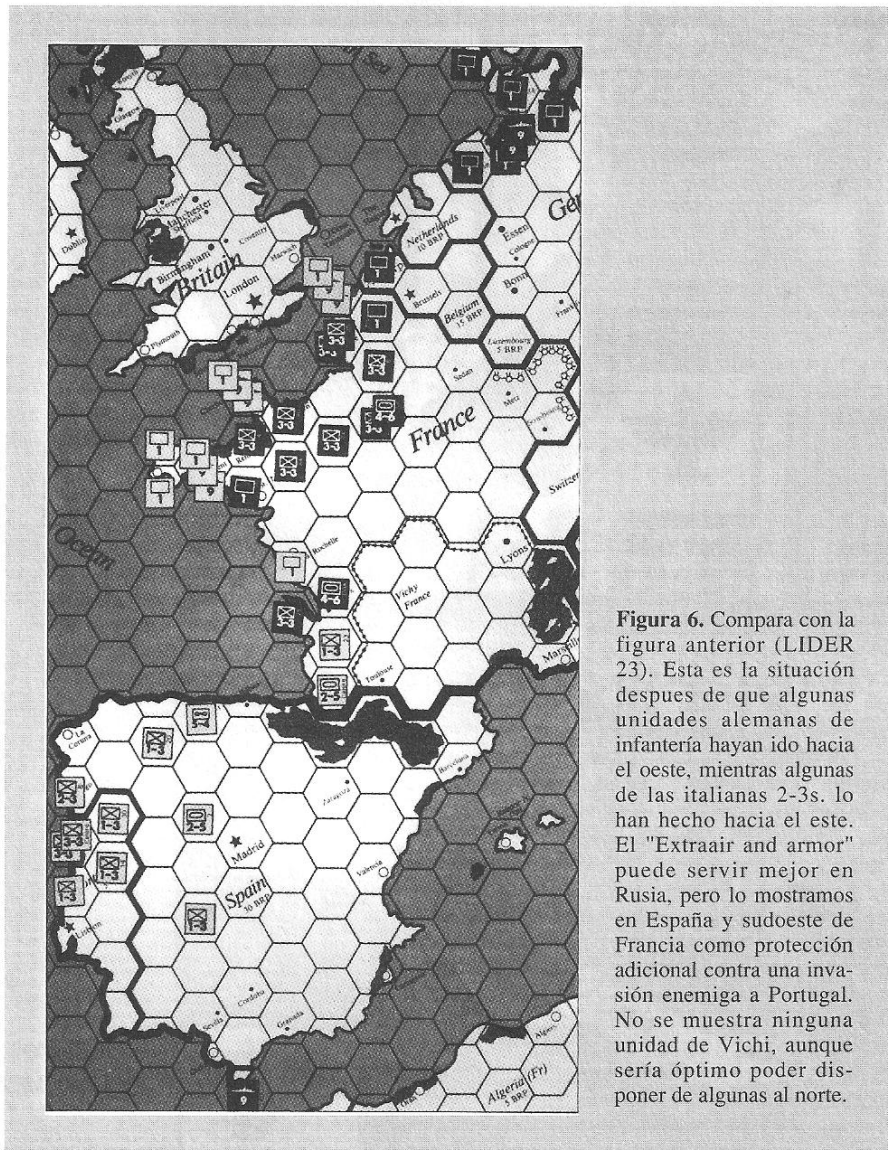 Glasgow
Liverpool
Manchester
Sheffield
Dublin
Coventry
Birmingham
Harwich
Britain
London
Plymouth
Netherlands
10 BRP
Essen
Cologne
Bonn
Brussels
Belgium
15 BRP
Luxembourg
5 BRP
Sedan
Metz
France
Ocean
Rochelle
Vichy
France
Lyons
Toulouse
La
Coruna
Barcelona
Zaragoza
Madrid
Valencia
Spain
30 BRP
Lisbon
Cordoba
Sevilla
Granada
Algeria (Fr)
5 BRP
Figura 6. Compara con la
figura anterior (LIDER
23). Esta es la situación
despues de que algunas
unidades alemanas de
infantería hayan ido hacia
el oeste, mientras algunas
de las italianas 2-3s. lo
han hecho hacia el este.
El "Extraair and armor"
puede servir mejor en
Rusia, pero lo mostramos
en España y sudoeste de
Francia como protección
adicional contra una inva-
sión enemiga a Portugal.
No se muestra ninguna
unidad de Vichi, aunque
sería óptimo poder dis-
poner de algunas al norte.